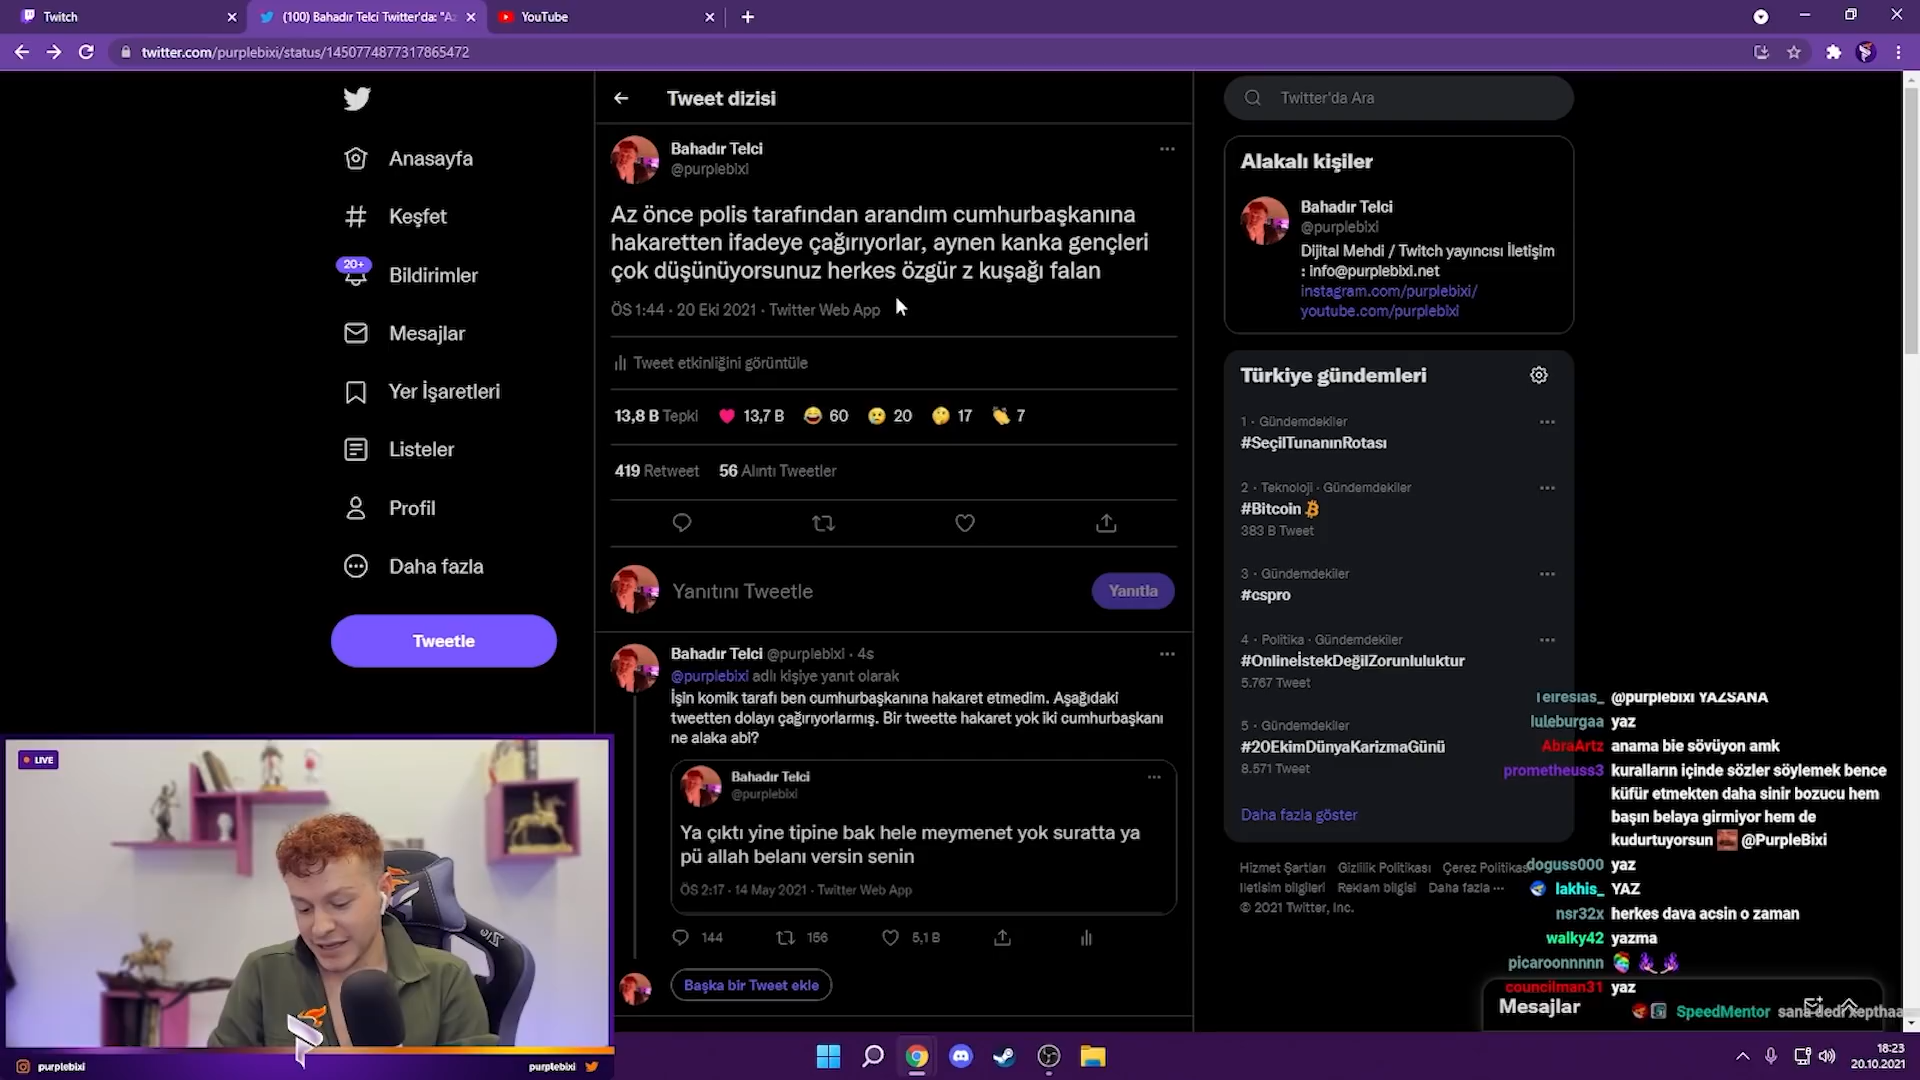 Twitch
(100) Bahadır Telci Twitter'da: "Az
YouTube
twitter.com/purplebixi/status/1450774877317865472
Anasayfa
Keşfet
20+
Bildirimler
Mesajlar
Yer İşaretleri
Listeler
Profil
Daha fazla
Tweetle
Tweet dizisi
Bahadır Telci
@purplebixi
Az önce polis tarafından arandım cumhurbaşkanına
hakaretten ifadeye çağırıyorlar, aynen kanka gençleri
çok düşünüyorsunuz herkes özgür z kuşağı falan
ÖS 1:44 · 20 Eki 2021 · Twitter Web App
Tweet etkinliğini görüntüle
13,8 B Tepki 13,7 B 60 20 17 7
419 Retweet 56 Alıntı Tweetler
Yanıtını Tweetle
Yanıtla
Bahadır Telci @purplebixi · 4s
@purplebixi adlı kişiye yanıt olarak
İşin komik tarafı ben cumhurbaşkanına hakaret etmedim. Aşağıdaki
tweetten dolayı çağırıyorlarmış. Bir tweette hakaret yok iki cumhurbaşkanı
ne alaka abi?
Bahadır Telci
@purplebixi
Ya çıktı yine tipine bak hele meymenet yok suratta ya
pü allah belanı versin senin
ÖS 2:17 · 14 May 2021 · Twitter Web App
144 156 5,1 B
Başka bir Tweet ekle
Twitter'da Ara
Alakalı kişiler
Bahadır Telci
@purplebixi
Dijital Mehdi / Twitch yayıncısı İletişim
: info@purplebixi.net
instagram.com/purplebixi/
youtube.com/purplebixi
Türkiye gündemleri
1 · Gündemdekiler
#SeçilTunanınRotası
2 · Teknoloji · Gündemdekiler
#Bitcoin
383 B Tweet
3 · Gündemdekiler
#cspro
4 · Politika · Gündemdekiler
#OnlineİstekDeğilZorunluluktur
5.767 Tweet
5 · Gündemdekiler
#20EkimDünyaKarizmaGünü
8.571 Tweet
Daha fazla göster
Hizmet Şartları Gizlilik Politikası Çerez Politikası
İletişim bilgileri Reklam bilgisi Daha fazla ···
© 2021 Twitter, Inc.
Teiresias_ @purplebixi YAZSANA
luleburgaa yaz
AbraArtz anama bie sövüyon amk
prometheuss3 kuralların içinde sözler söylemek bence
küfür etmekten daha sinir bozucu hem
başın belaya girmiyor hem de
kudurtuyorsun @PurpleBixi
doguss000 yaz
lakhis_ YAZ
nsr32x herkes dava acsin o zaman
walky42 yazma
picaroonnnnn
councilman31 yaz
Mesajlar
SpeedMentor sana dedi xepthaa
LIVE
purplebixi
purplebixi
18:23
20.10.2021